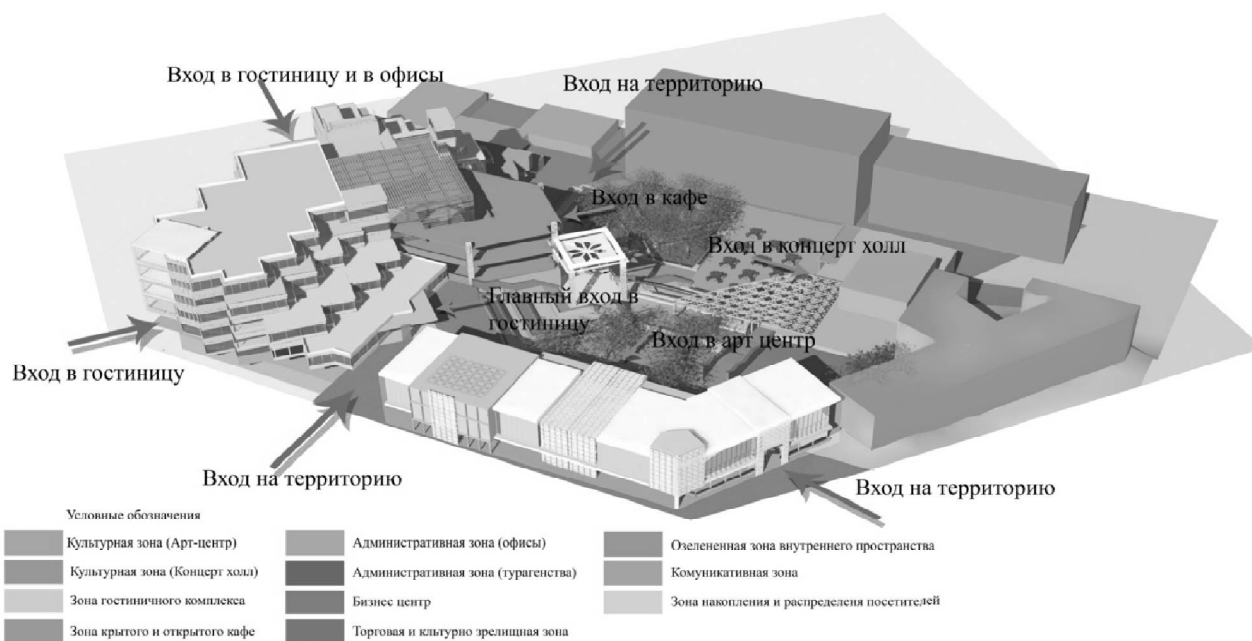 Вход в гостиницу и в офисы
Вход на территорию
Вход в кафе
Вход в концерт холл
Главный вход в
гостиницу
Вход в арт центр
Вход в гостиницу
Вход на территорию
Вход на территорию
Условные обозначения
Культурная зона (Арт-центр)
Культурная зона (Концерт холл)
Зона гостиничного комплекса
Зона крытого и открытого кафе
Административная зона (офисы)
Административная зона (турагенства)
Бизнес центр
Торговая и клтурно зрелищная зона
Озелененная зона внутреннего пространства
Комуникативная зона
Зона накопления и распределеня посетителей